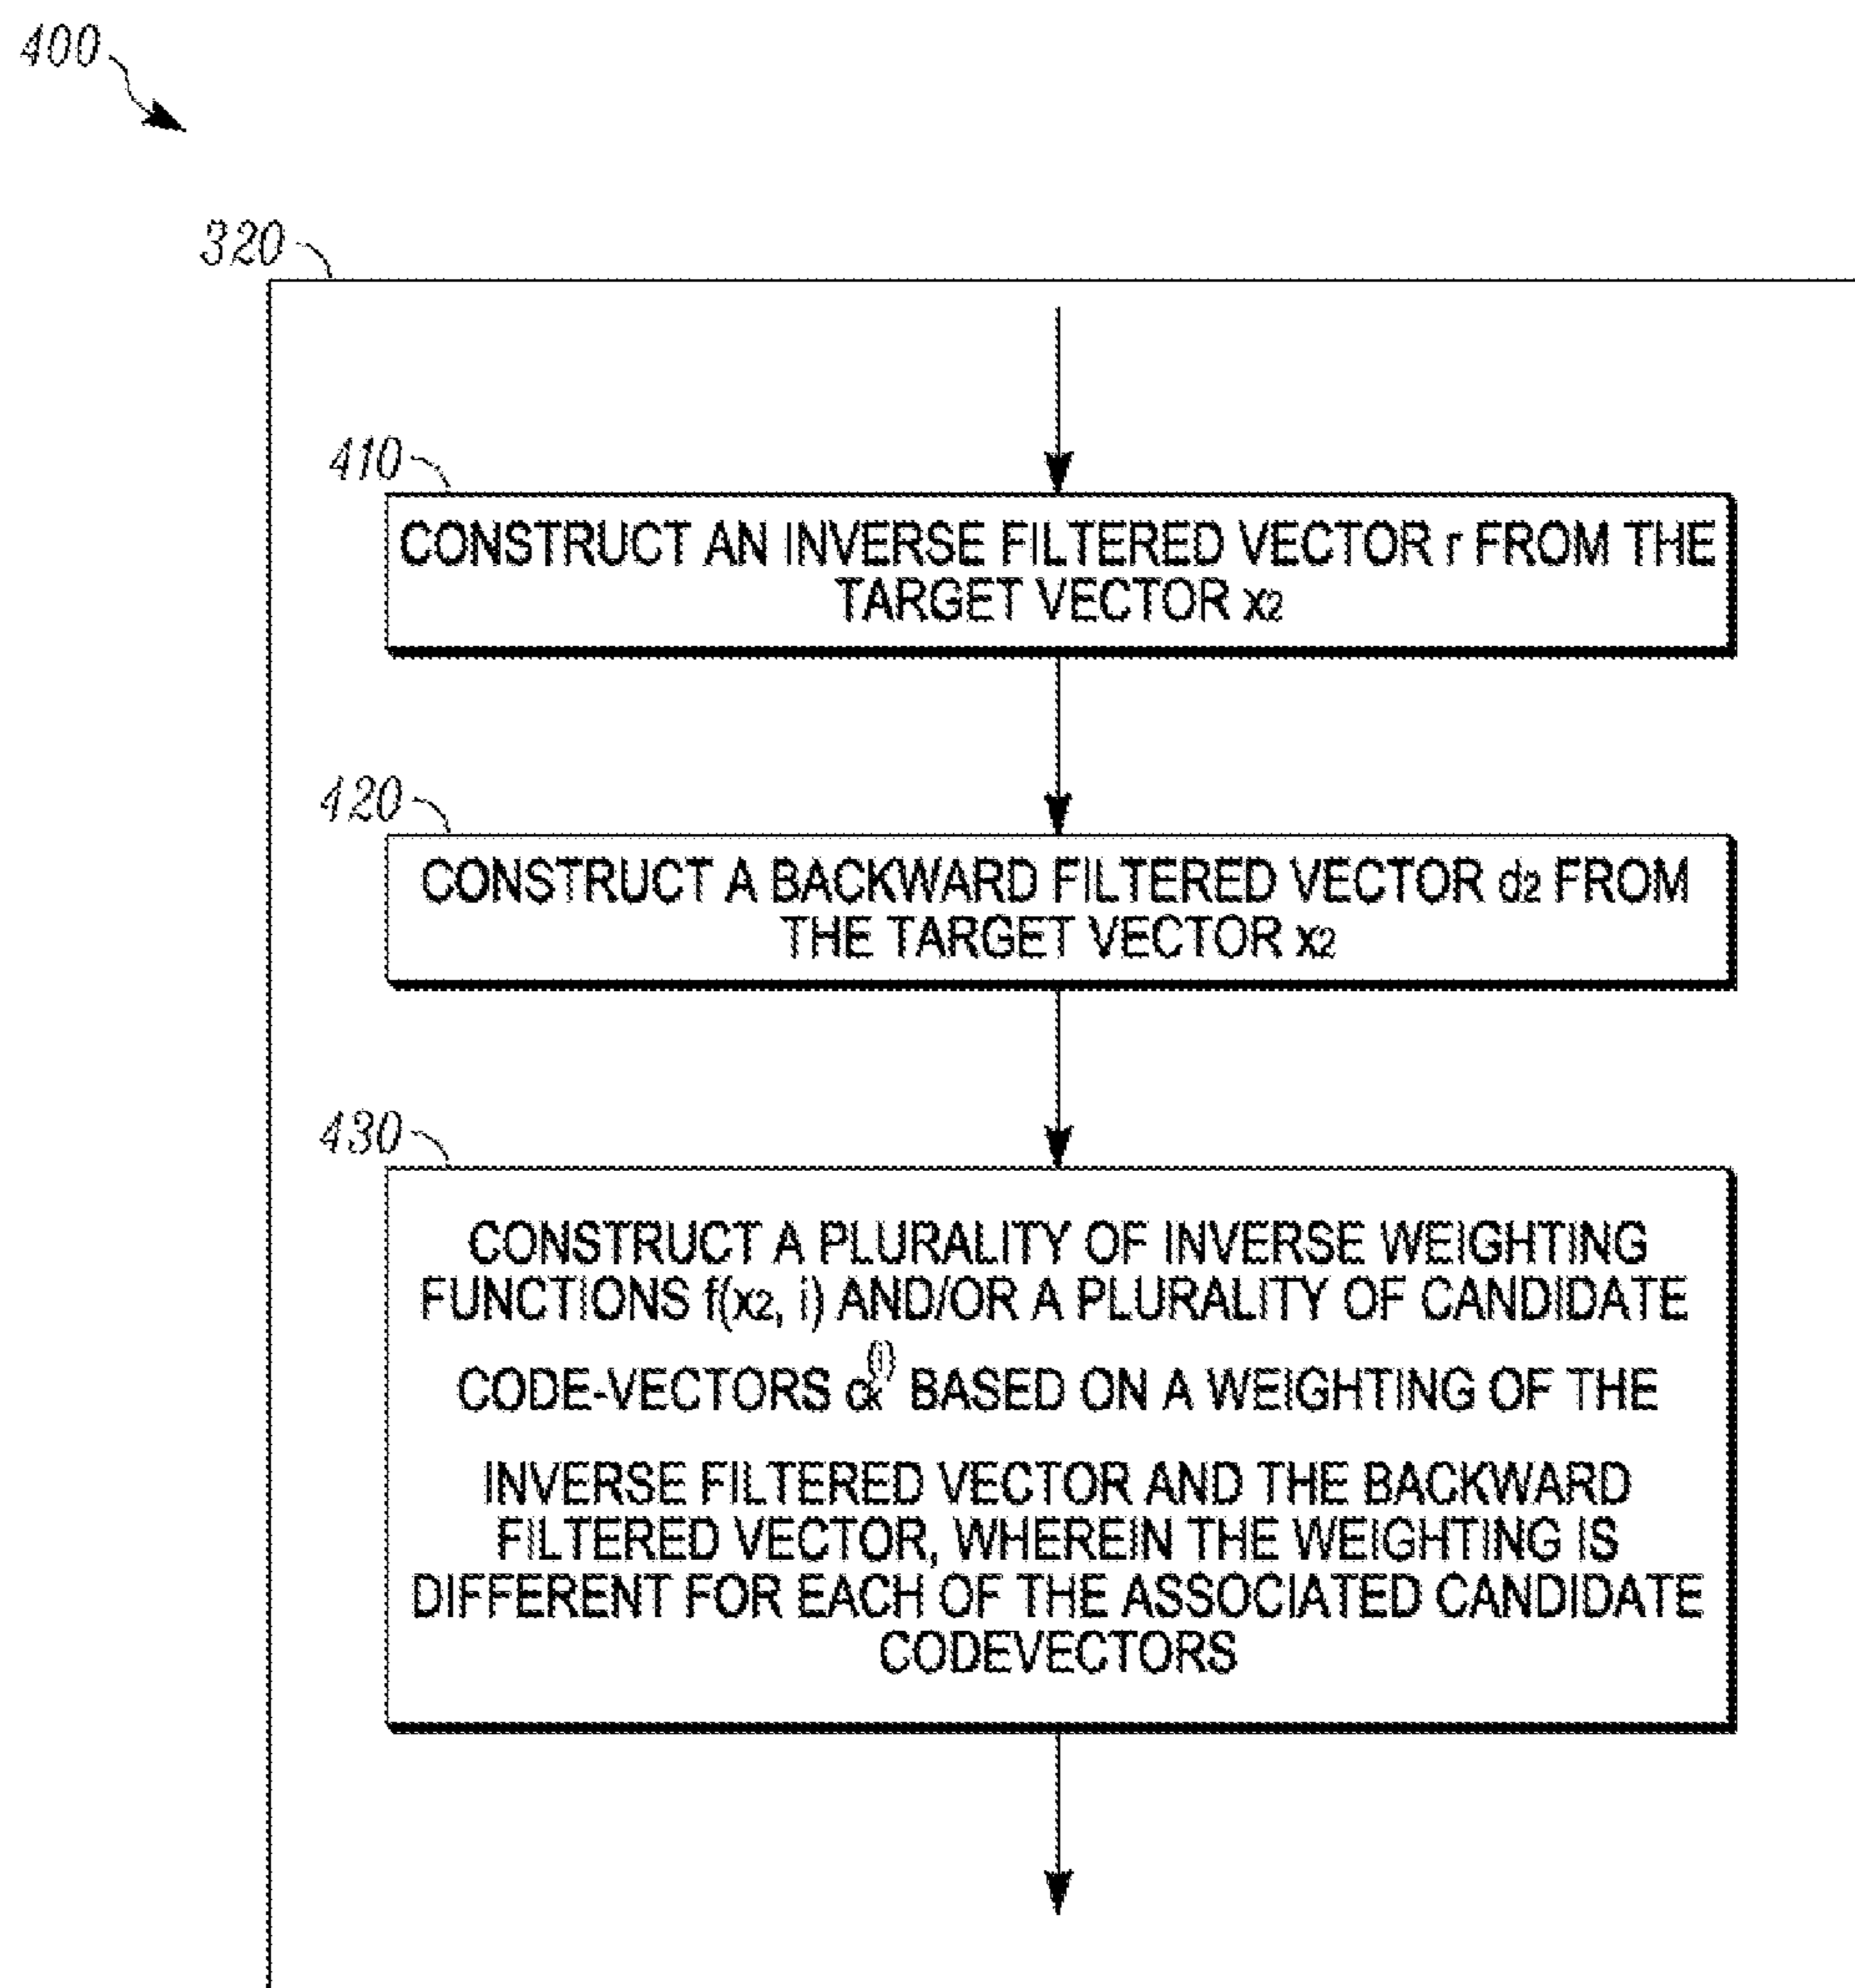 400
320
410
CONSTRUCT AN INVERSE FILTERED VECTOR r FROM THE
TARGET VECTOR x₂
420
CONSTRUCT A BACKWARD FILTERED VECTOR d₂ FROM
THE TARGET VECTOR x₂
430
CONSTRUCT A PLURALITY OF INVERSE WEIGHTING
FUNCTIONS f(x₂, i) AND/OR A PLURALITY OF CANDIDATE
CODE-VECTORS BASED ON A WEIGHTING OF THE
INVERSE FILTERED VECTOR AND THE BACKWARD
FILTERED VECTOR, WHEREIN THE WEIGHTING IS
DIFFERENT FOR EACH OF THE ASSOCIATED CANDIDATE
CODEVECTORS